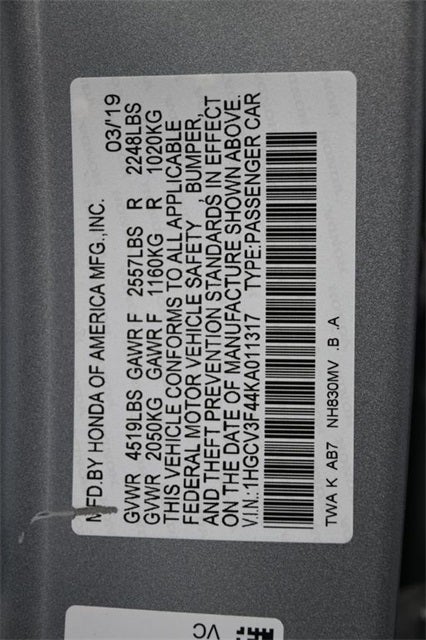 MFD.BY HONDA OF AMERICA MFG.,INC. 03/'19
GVWR 4519LBS GAWR F 2557LBS R 2248LBS
GVWR 2050KG GAWR F 1160KG R 1020KG
THIS VEHICLE CONFORMS TO ALL APPLICABLE
FEDERAL MOTOR VEHICLE SAFETY , BUMPER,
AND THEFT PREVENTION STANDARDS IN EFFECT
ON THE DATE OF MANUFACTURE SHOWN ABOVE.
V.I.N.:1HGCV3F44KA011317 TYPE:PASSENGER CAR
TWA K AB7 NH830MV .B .A
VC